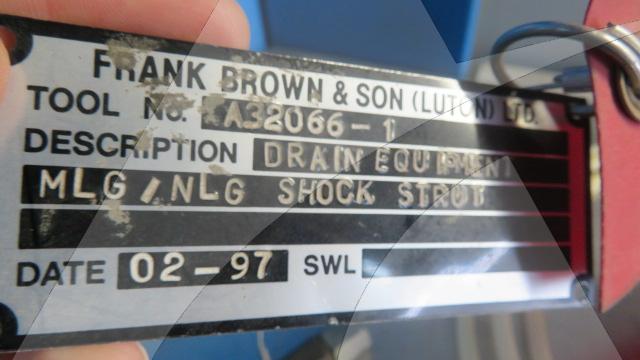 FRANK BROWN & SON (LUTON) LTD.
TOOL No. A32066-1
DESCRIPTION DRAIN EQUIPMENT
MLG/NLG SHOCK STRUT
DATE 02-97 SWL